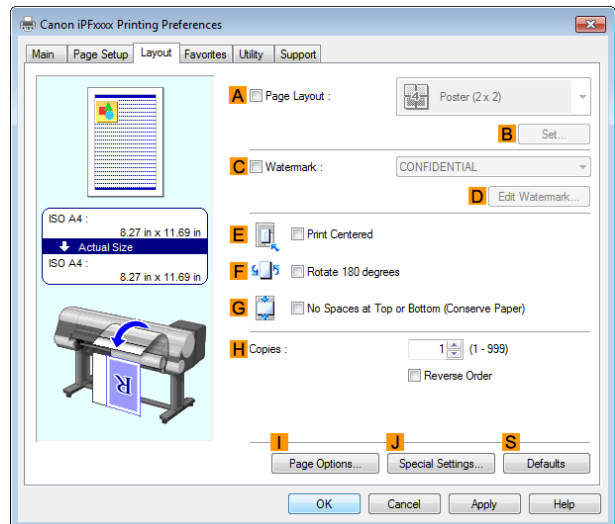 Canon iPFxxxx Printing Preferences
Main Page Setup Layout Favorites Utility Support
A Page Layout : 4 Poster (2 x 2)
B Set...
C Watermark : CONFIDENTIAL
D Edit Watermark...
ISO A4 :
8.27 in x 11.69 in
Actual Size
ISO A4 :
8.27 in x 11.69 in
E Print Centered
F Rotate 180 degrees
G No Spaces at Top or Bottom (Conserve Paper)
H Copies : 1 (1 - 999)
Reverse Order
R
I J S
Page Options... Special Settings... Defaults
OK Cancel Apply Help